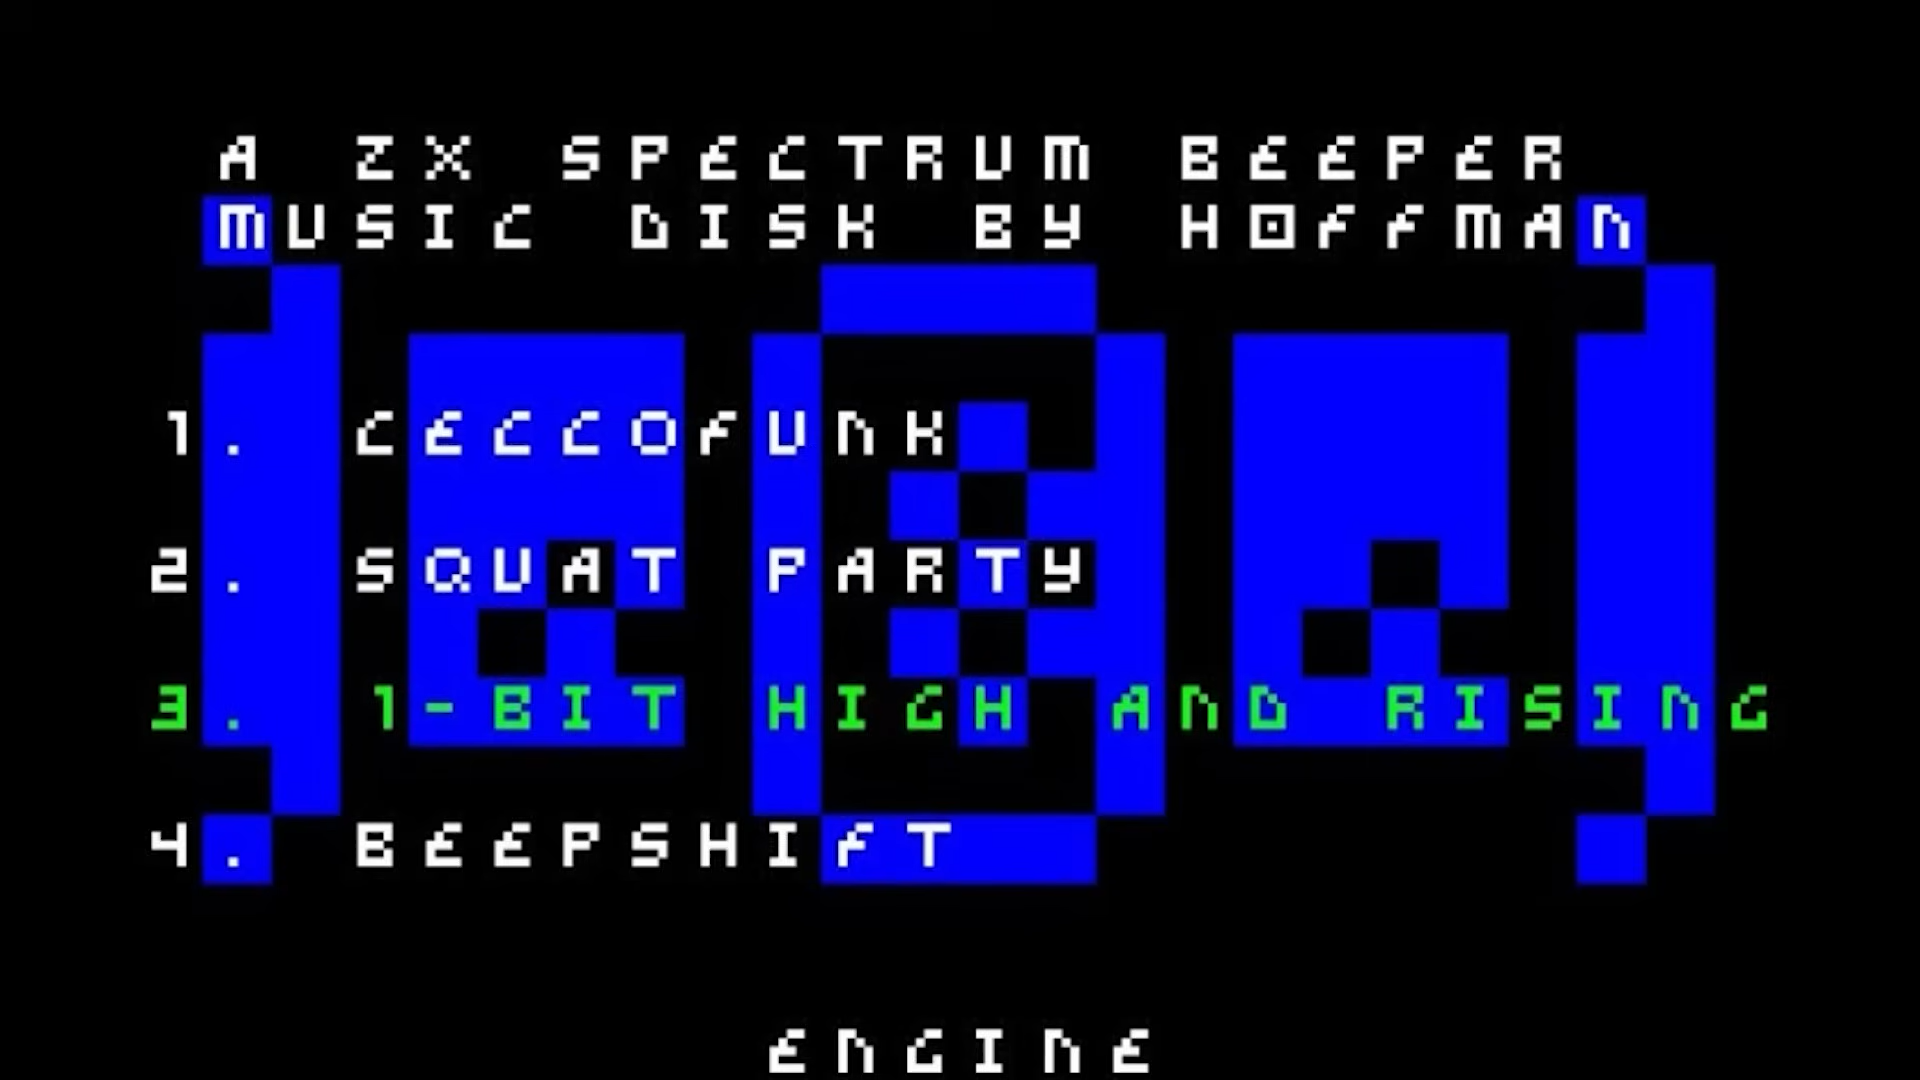 A ZX SPECTRUM BEEPER
MUSIC DISK BY HOFFMAN
1. CECCOFUNK
2. SQUAT PARTY
3. 1-BIT HIGH AND RISING
4. BEEPSHIFT
ENGINE